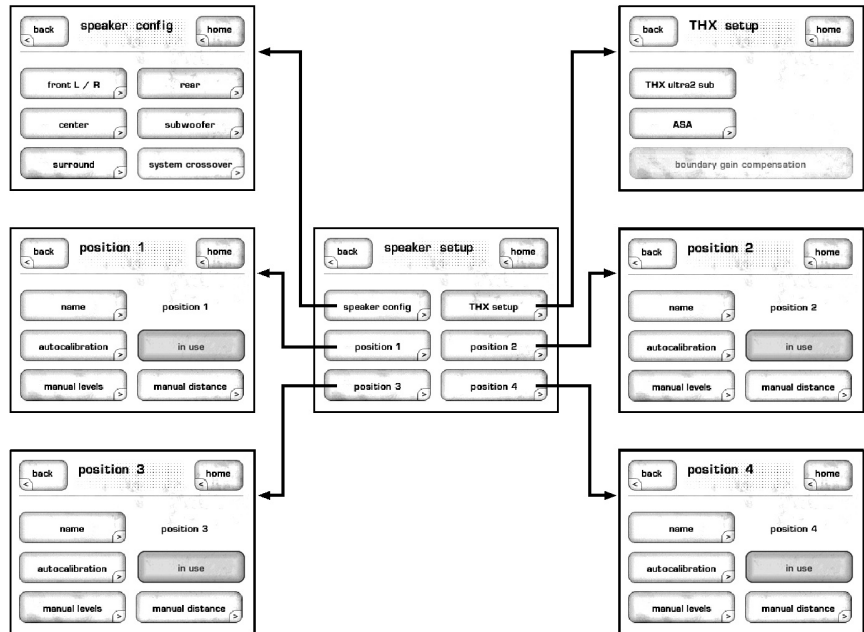 back speaker config home
<
front L / R > rear >
center > subwoofer >
surround > system crossover >
back THX setup home
<
THX ultra2 sub
ASA >
boundary gain compensation
back position 1 home
< <
name > position 1
autocalibration > in use
manual levels > manual distance >
back speaker setup home
< <
speaker config > THX setup >
position 1 > position 2 >
position 3 > position 4 >
back position 2 home
< <
name > position 2
autocalibration > in use
manual levels > manual distance >
back position 3 home
< <
name > position 3
autocalibration > in use
manual levels > manual distance >
back position 4 home
< <
name > position 4
autocalibration > in use
manual levels > manual distance >